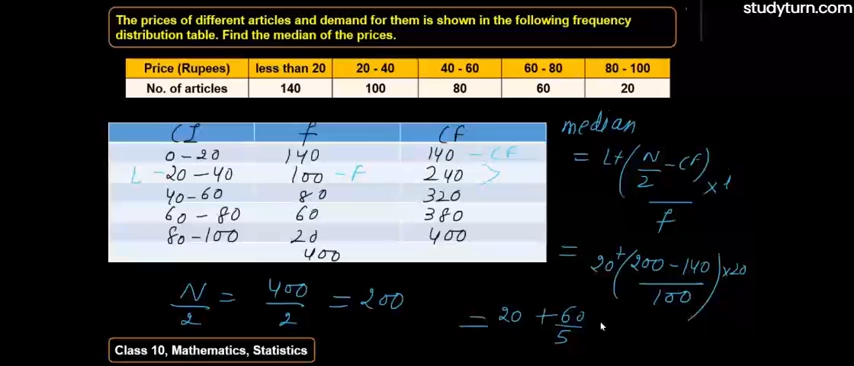 studyturn.com
The prices of different articles and demand for them is shown in the following frequency
distribution table. Find the median of the prices.
Price (Rupees) less than 20 20 - 40 40 - 60 60 - 80 80 - 100
No. of articles 140 100 80 60 20
CI f CF
0-20 140 140 - CF
L - 20-40 100 - F 240 >
40-60 80 320
60-80 60 380
80-100 20 400
400
N/2 = 400/2 = 200
median
= L+(N/2 - CF)/f × i
= 20+(200-140/100)×20
= 20 + 60/5
Class 10, Mathematics, Statistics